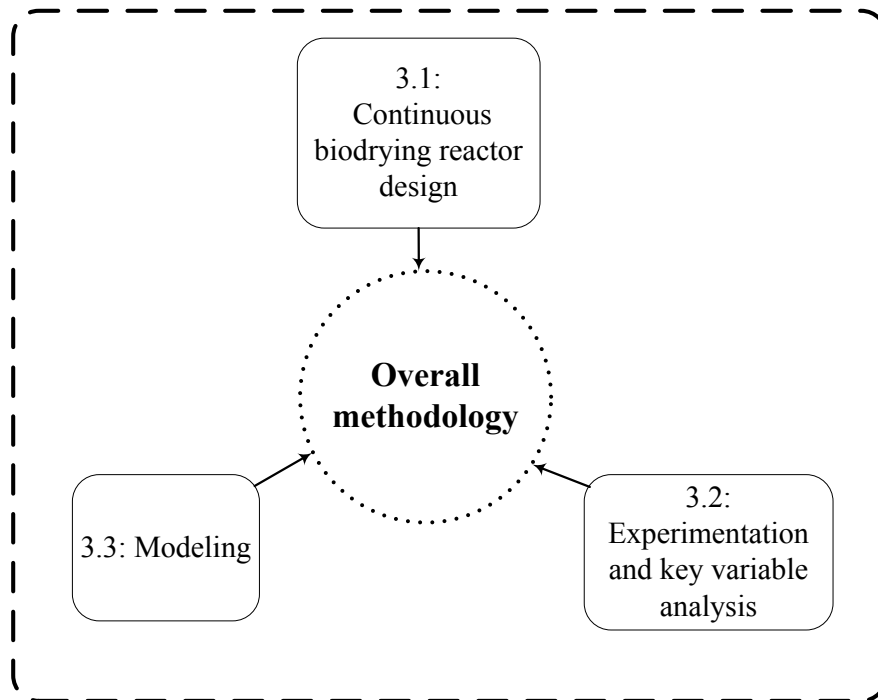 3.1:
Continuous
biodrying reactor
design
Overall
methodology
3.3: Modeling
3.2:
Experimentation
and key variable
analysis